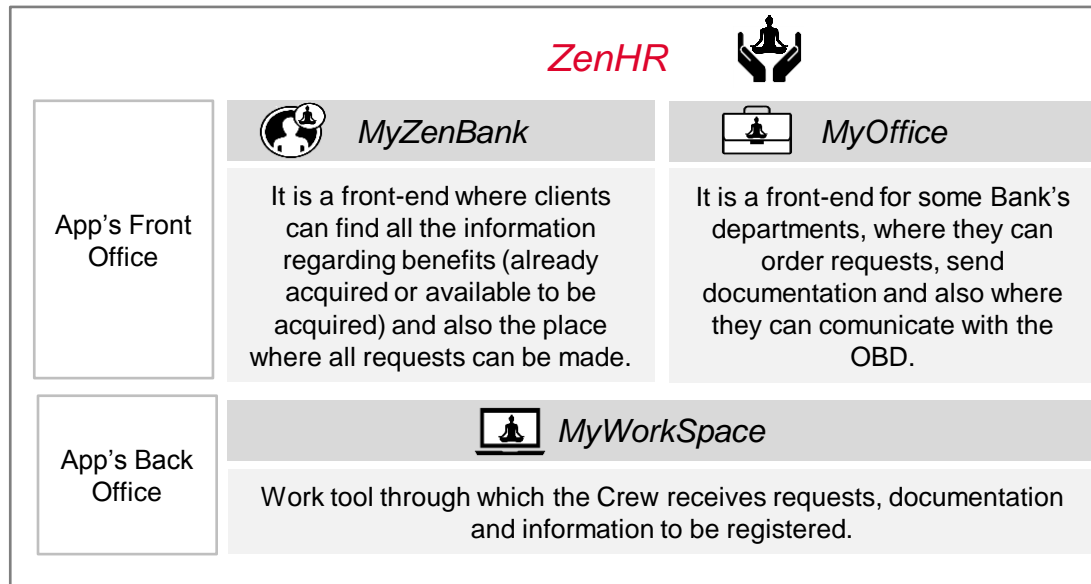 ZenHR
MyZenBank
MyOffice
App's Front
Office
It is a front-end where clients
can find all the information
regarding benefits (already
acquired or available to be
acquired) and also the place
where all requests can be made.
It is a front-end for some Bank's
departments, where they can
order requests, send
documentation and also where
they can comunicate with the
OBD.
App's Back
Office
MyWorkSpace
Work tool through which the Crew receives requests, documentation
and information to be registered.